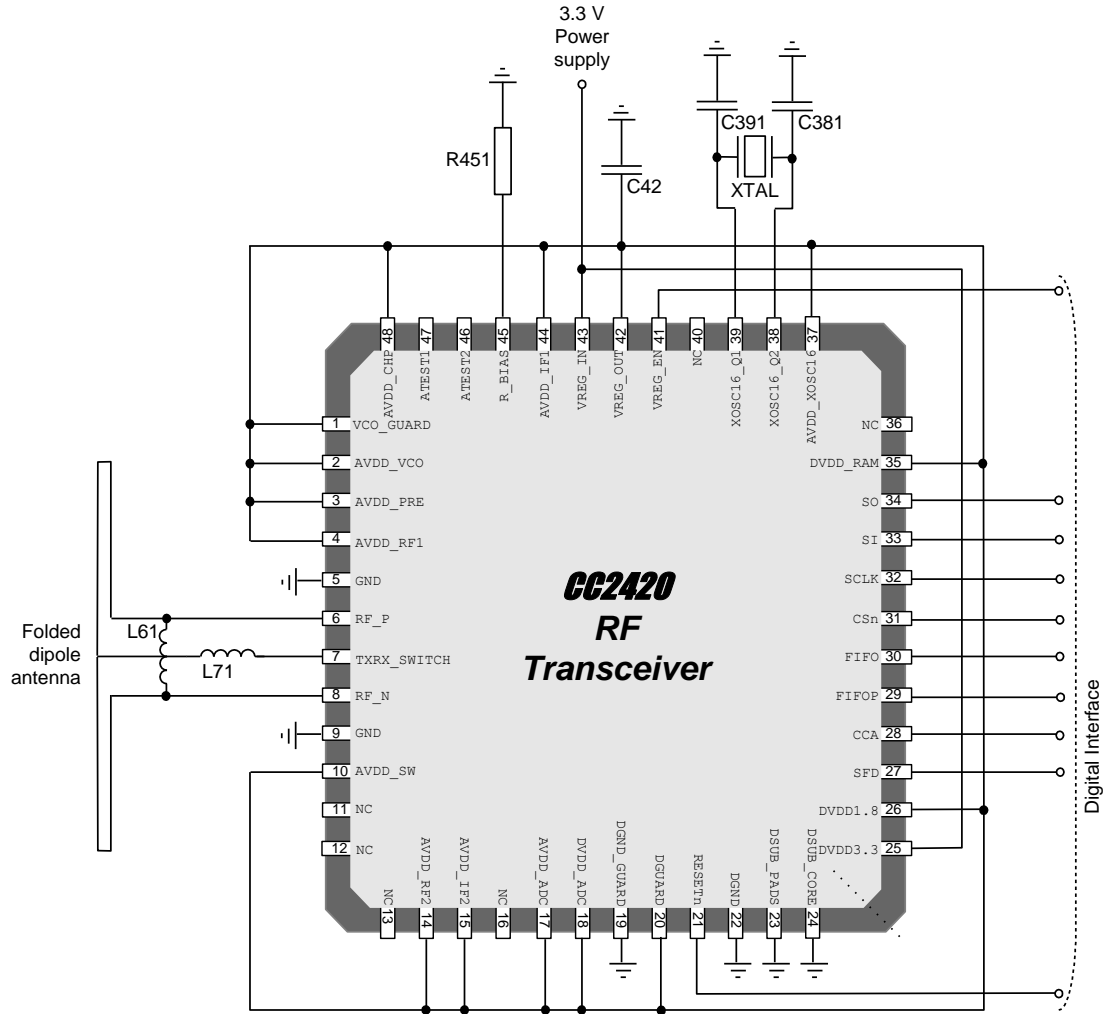 3.3 V
Power
supply
C391
C381
R451
C42
XTAL
48
47
46
45
44
43
42
41
40
39
38
37
AVDD_CHP
ATEST1
ATEST2
R_BIAS
AVDD_IF1
VREG_IN
VREG_OUT
VREG_EN
NC
XOSC16_Q1
XOSC16_Q2
AVDD_XOSC16
1 VCO_GUARD
2 AVDD_VCO
3 AVDD_PRE
4 AVDD_RF1
5 GND
6 RF_P
7 TXRX_SWITCH
8 RF_N
9 GND
10 AVDD_SW
11 NC
12 NC
Folded
dipole
antenna
L61
L71
CC2420
RF
Transceiver
NC 36
DVDD_RAM 35
SO 34
SI 33
SCLK 32
CSn 31
FIFO 30
FIFOP 29
CCA 28
SFD 27
DVDD1.8 26
DVDD3.3 25
Digital Interface
NC
AVDD_RF2
AVDD_IF2
NC
AVDD_ADC
DVDD_ADC
DGND_GUARD
DGUARD
RESETn
DGND
DSUB_PADS
DSUB_CORE
13
14
15
16
17
18
19
20
21
22
23
24